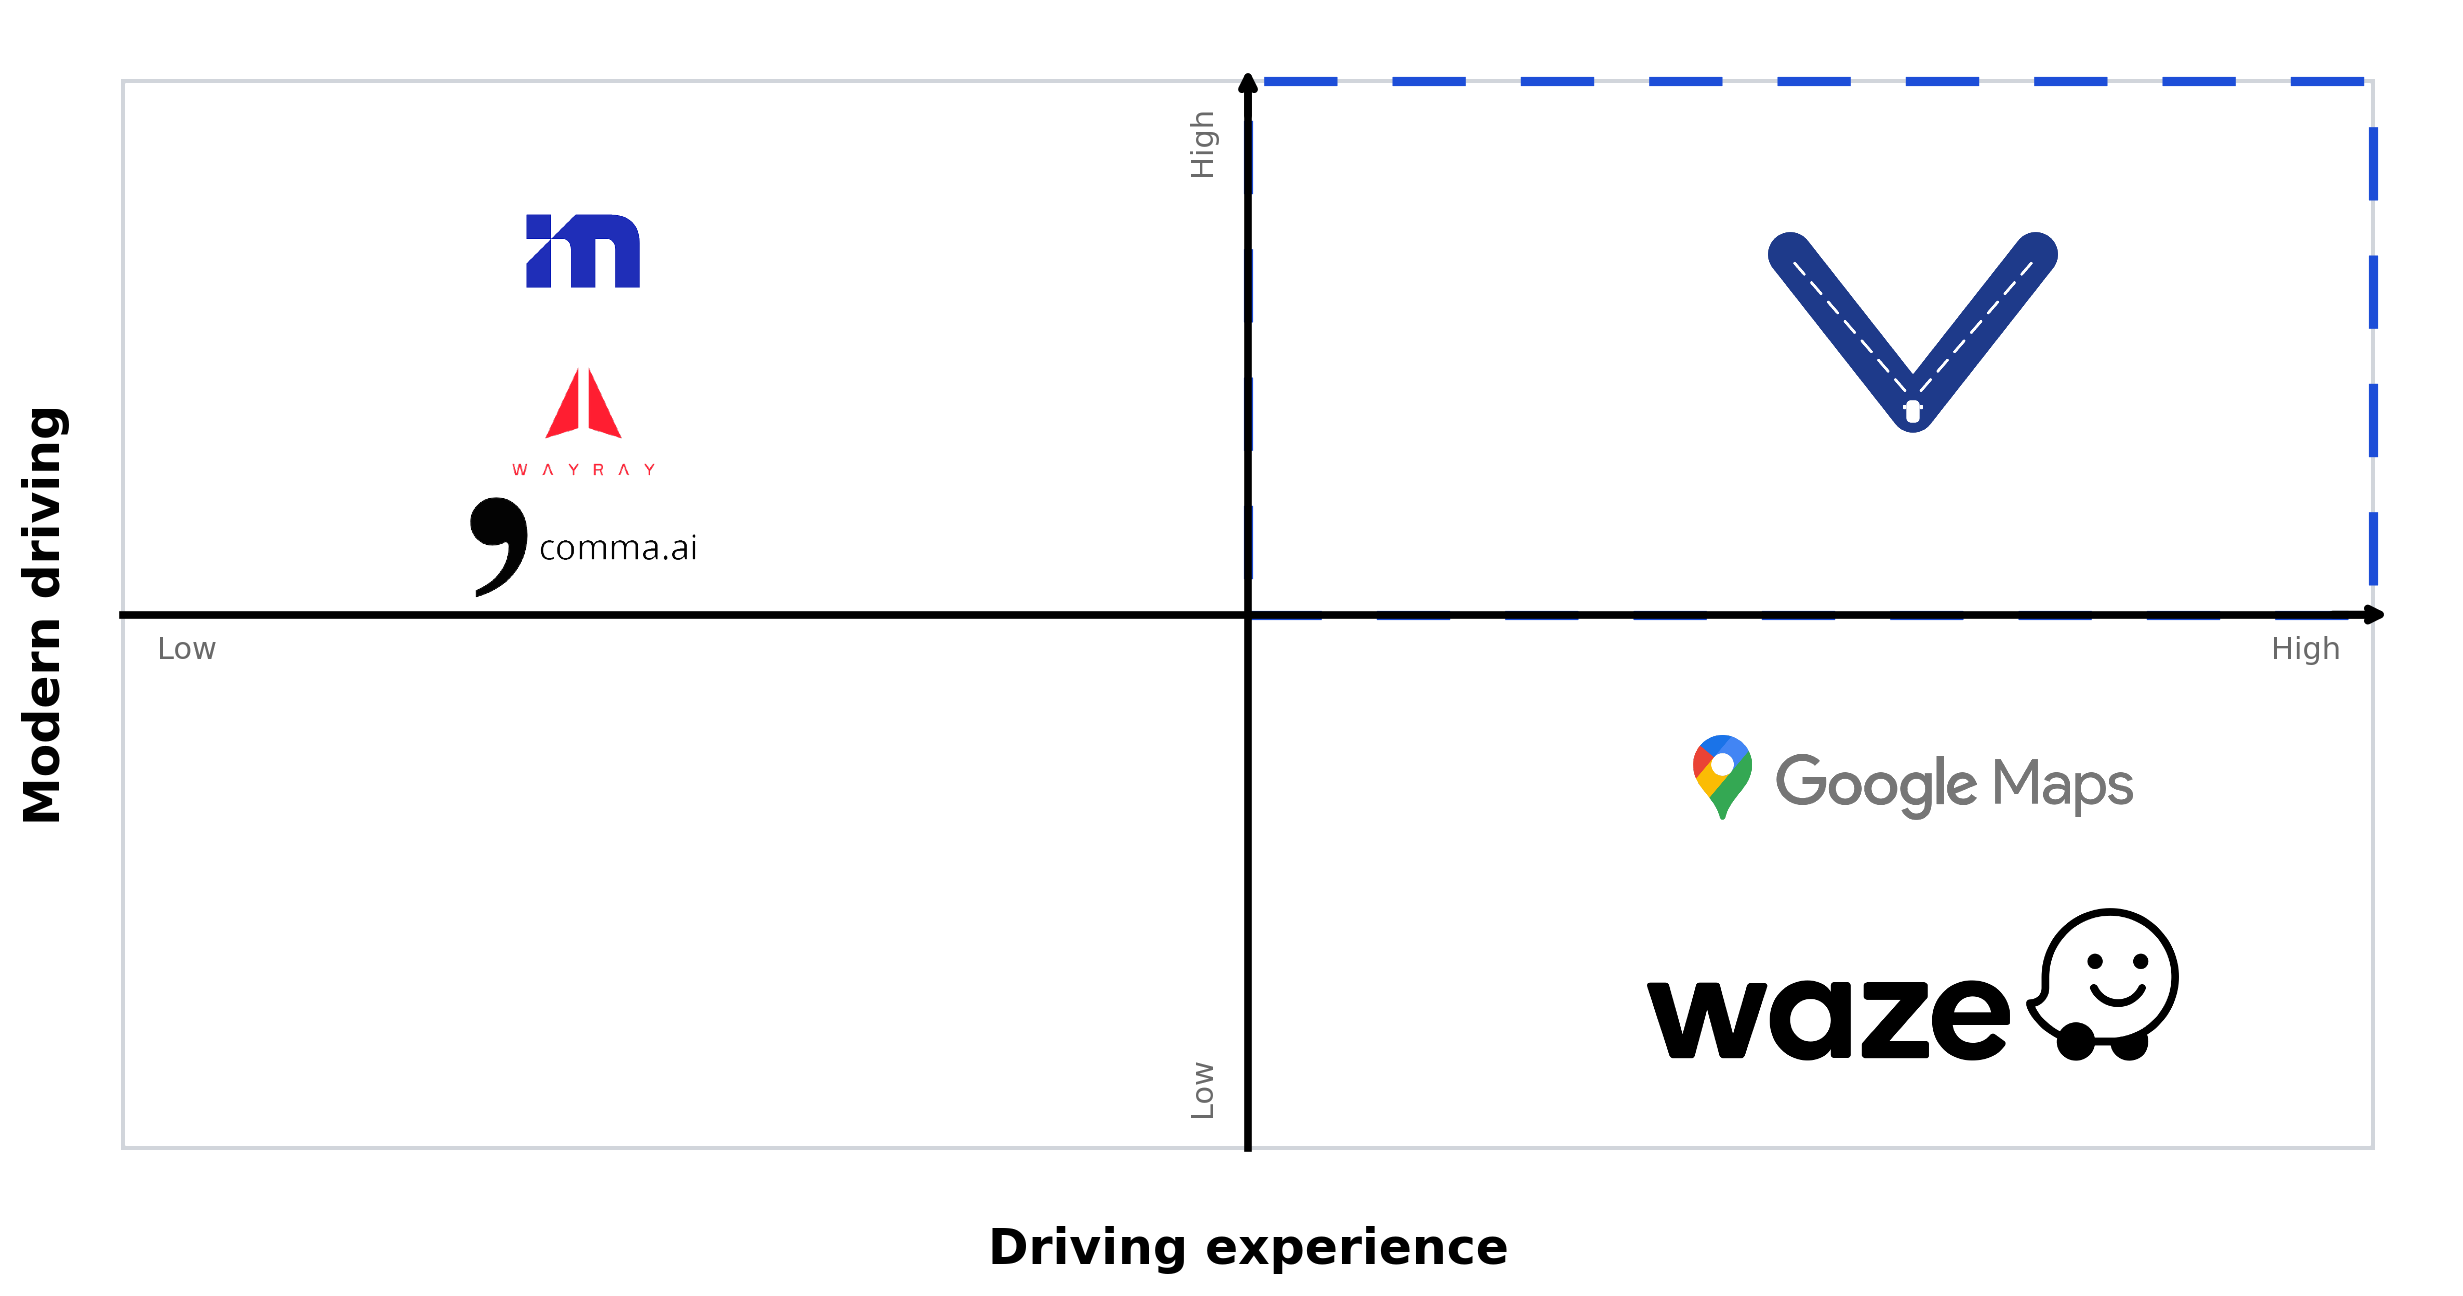 High
WAYRAY
comma.ai
Modern driving
Low
High
Google Maps
waze
Low
Driving experience